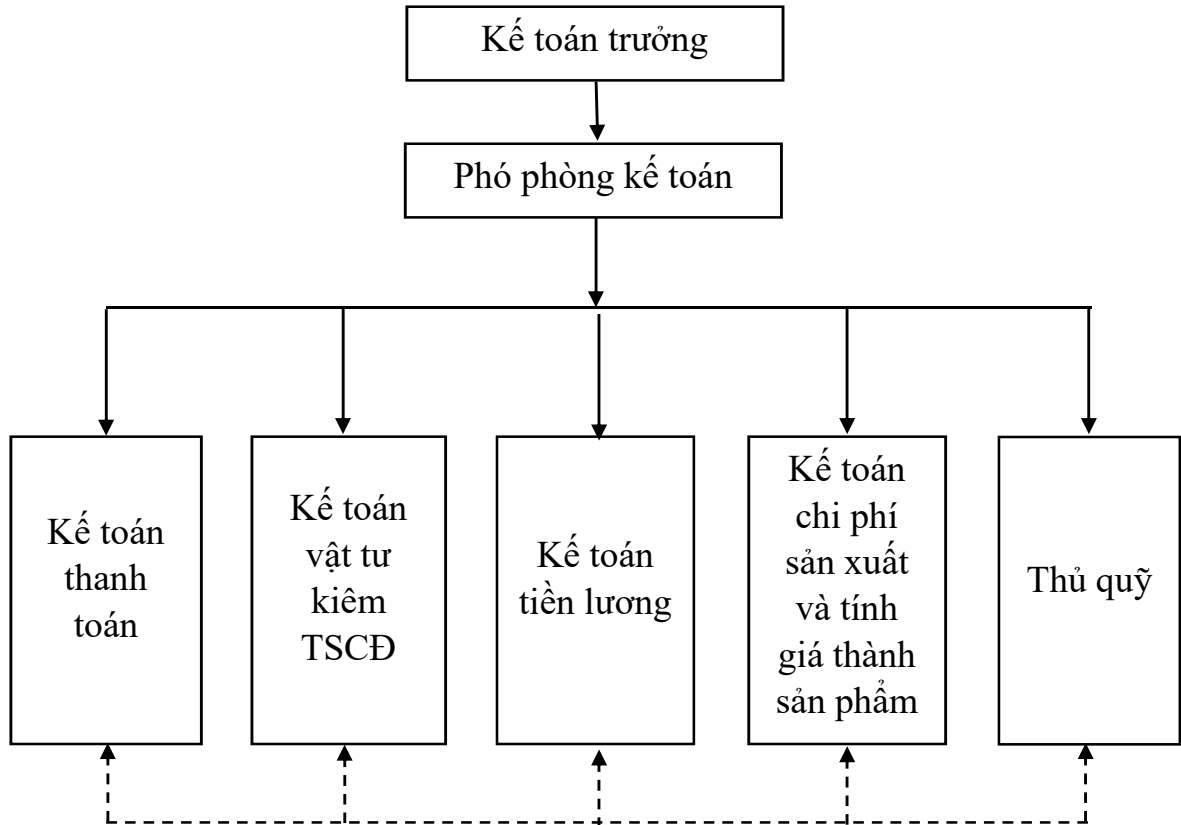 Kế toán trưởng
Phó phòng kế toán
Kế toán
thanh
toán
Kế toán
vật tư
kiêm
TSCĐ
Kế toán
tiền lương
Kế toán
chi phí
sản xuất
và tính
giá thành
sản phẩm
Thủ quỹ